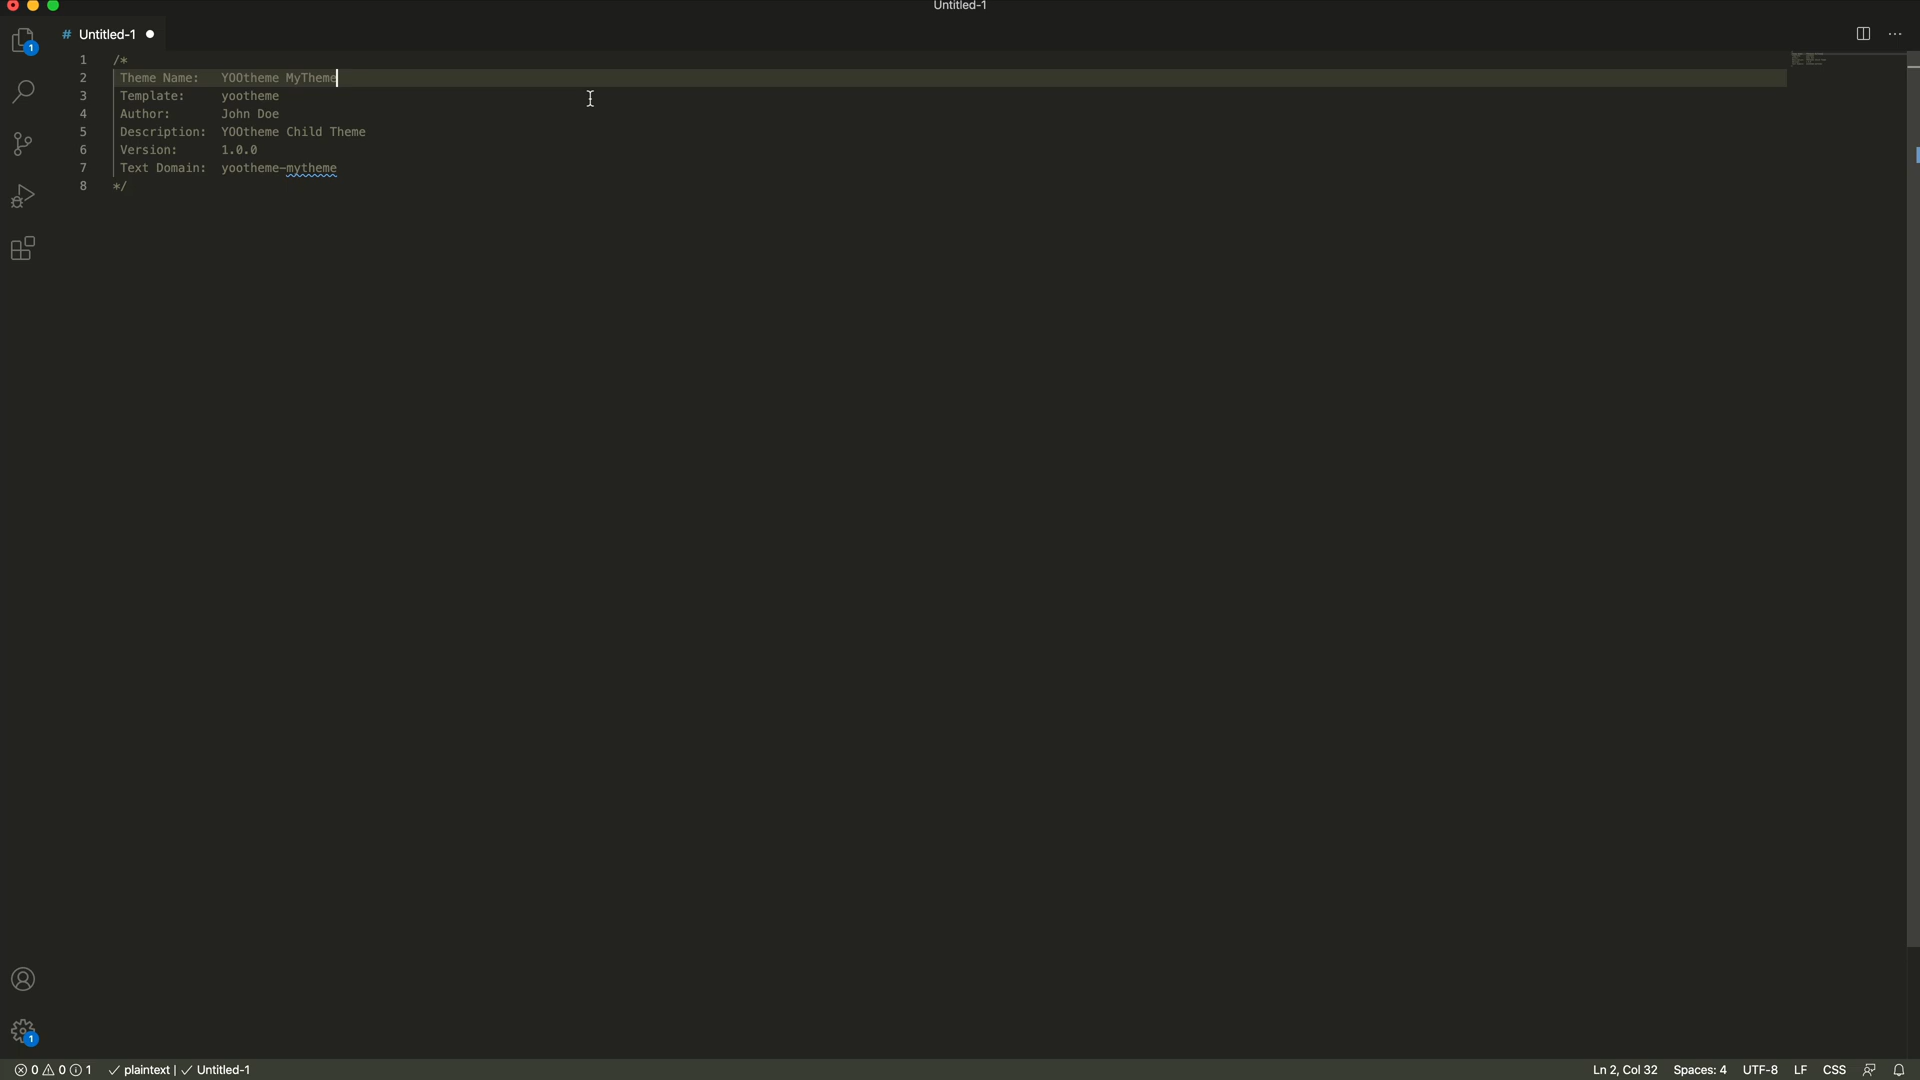 Untitled-1
1
# Untitled-1
1 /*
2 Theme Name: YOOtheme MyTheme
3 Template: yootheme
4 Author: John Doe
5 Description: YOOtheme Child Theme
6 Version: 1.0.0
7 Text Domain: yootheme-mytheme
8 */
1
0 0 1 plaintext | Untitled-1 Ln 2, Col 32 Spaces: 4 UTF-8 LF CSS